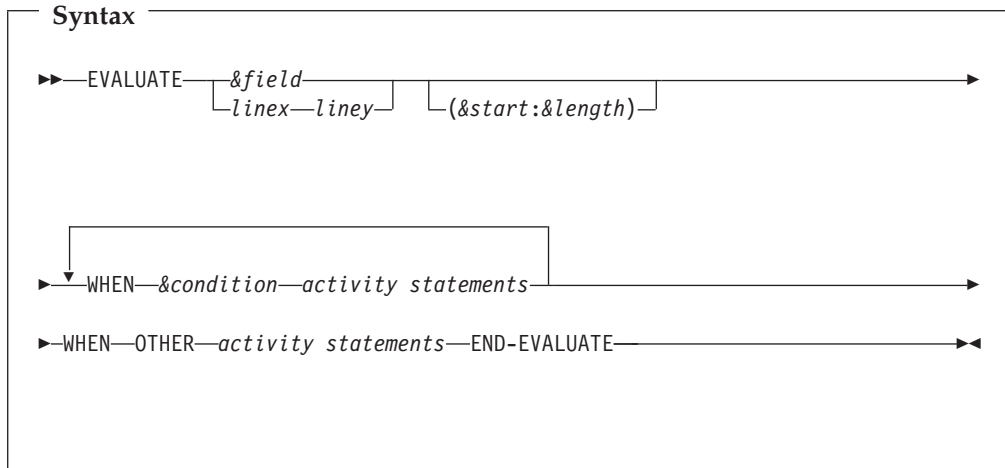 Syntax
EVALUATE &field
linex liney (&start:&length)
WHEN &condition activity statements
WHEN OTHER activity statements END-EVALUATE